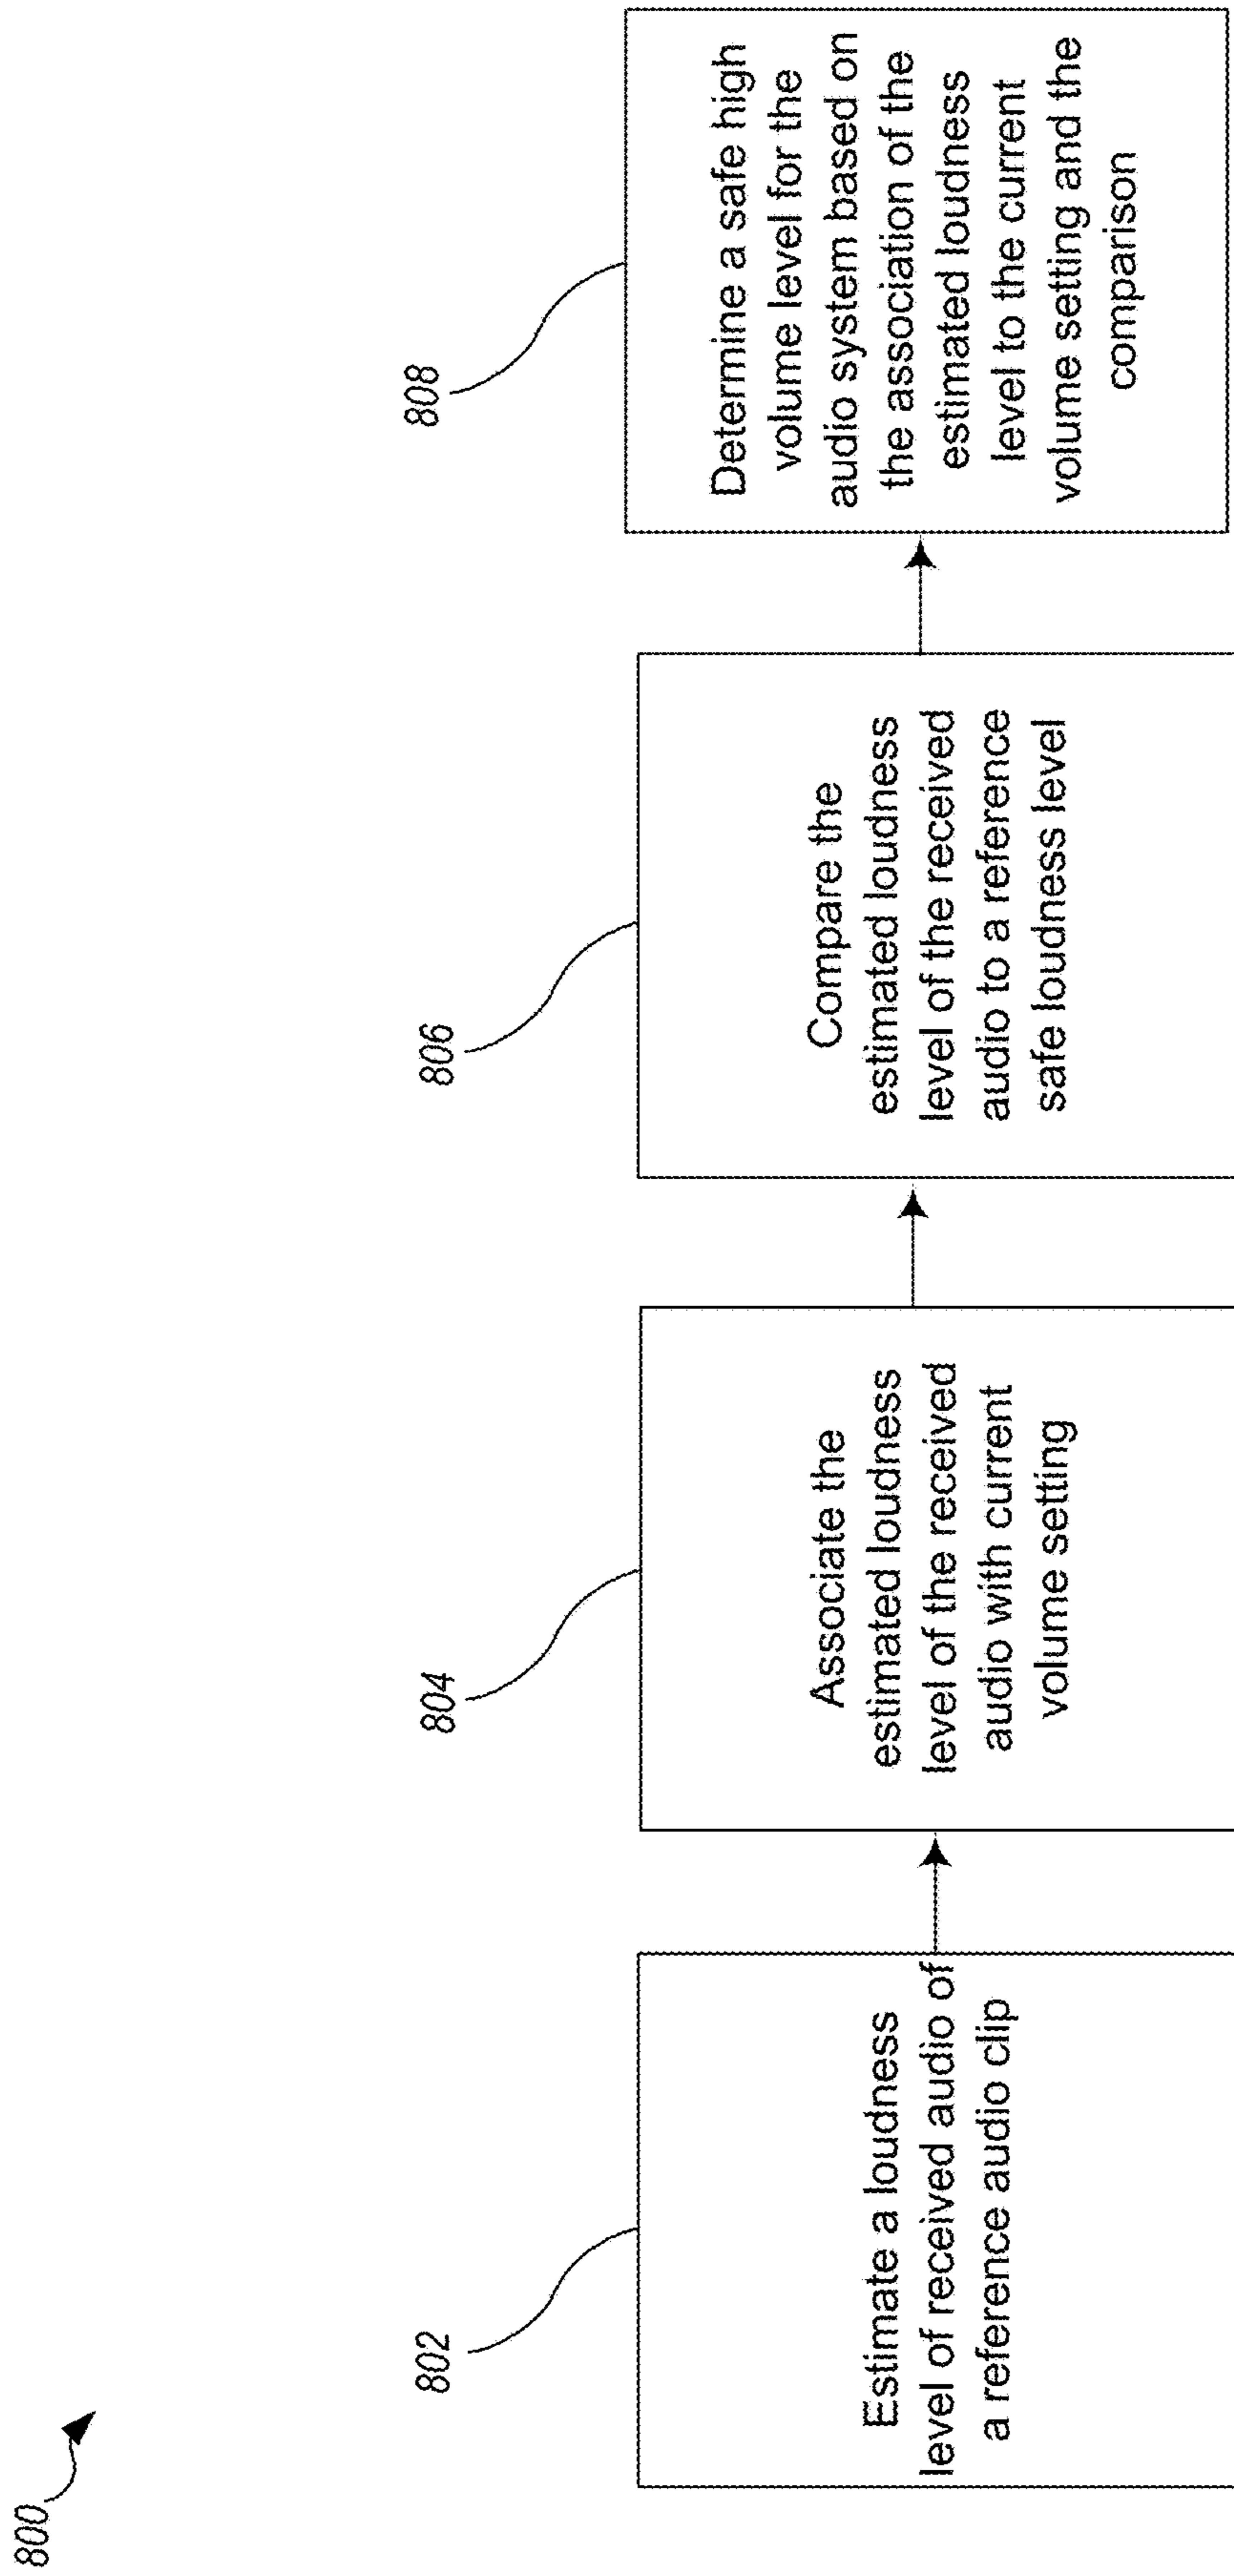 800
802
Estimate a loudness
level of received audio of
a reference audio clip
804
Associate the
estimated loudness
level of the received
audio with current
volume setting
806
Compare the
estimated loudness
level of the received
audio to a reference
safe loudness level
808
Determine a safe high
volume level for the
audio system based on
the association of the
estimated loudness
level to the current
volume setting and the
comparison